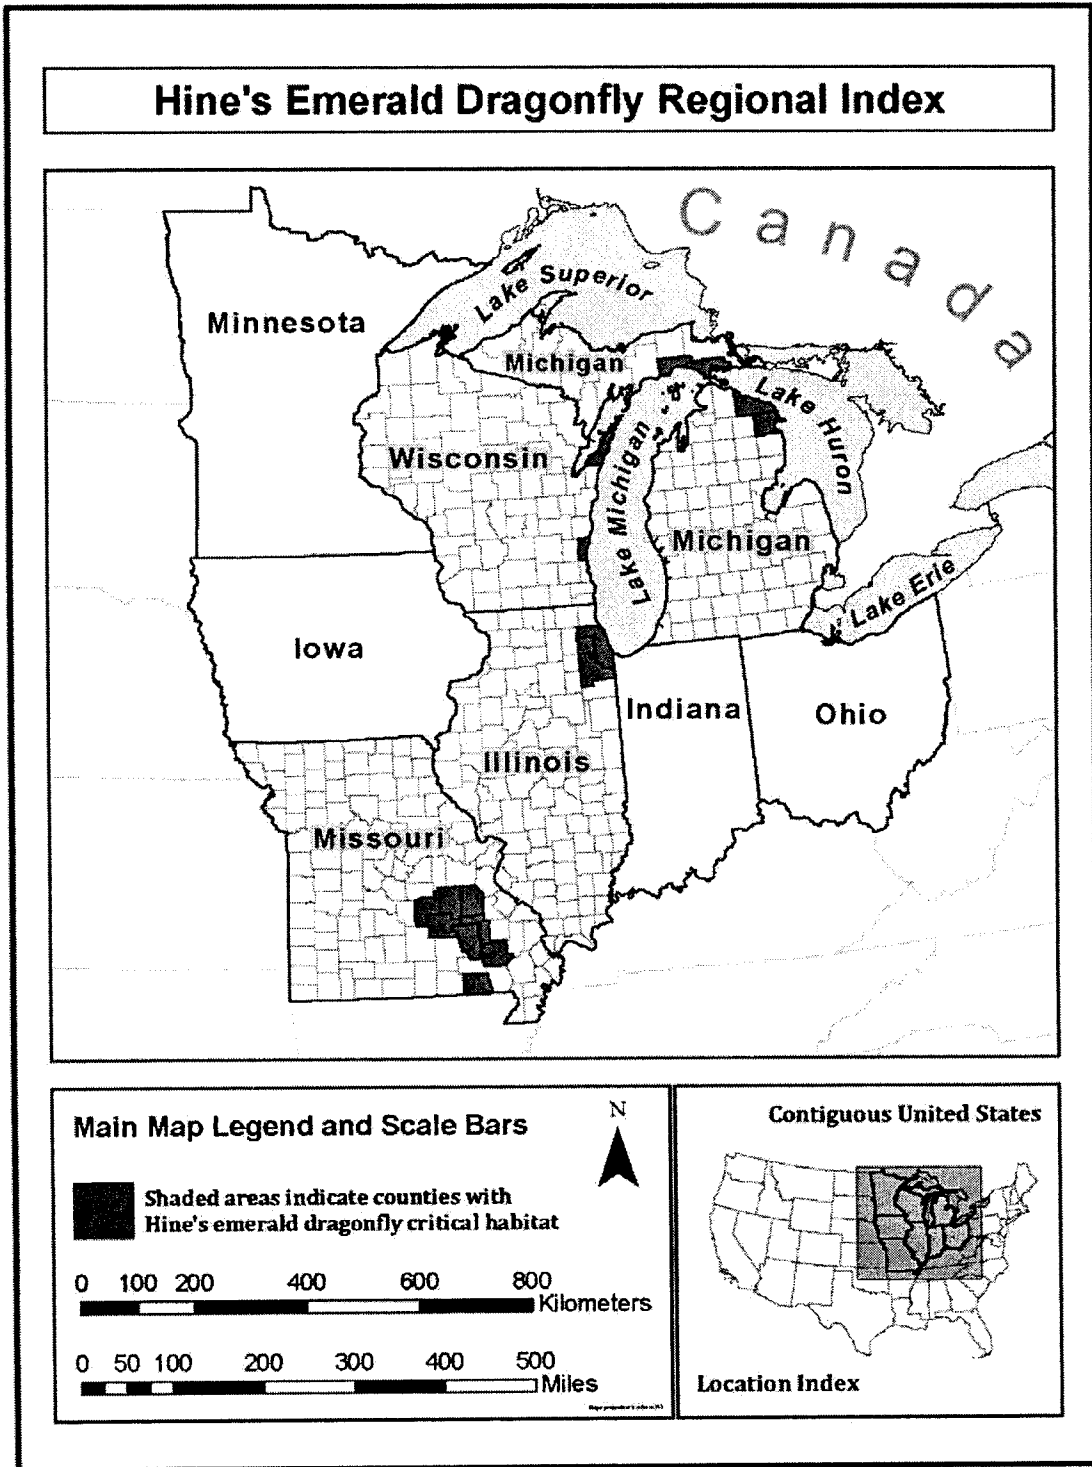 Hine's Emerald Dragonfly Regional Index
Canada
Minnesota
Lake Superior
Michigan
Lake Huron
Wisconsin
Lake Michigan
Michigan
Lake Erie
Iowa
Indiana
Ohio
Illinois
Missouri
Main Map Legend and Scale Bars
N
Shaded areas indicate counties with
Hine's emerald dragonfly critical habitat
0 100 200 400 600 800
Kilometers
0 50 100 200 300 400 500
Miles
Contiguous United States
Location Index